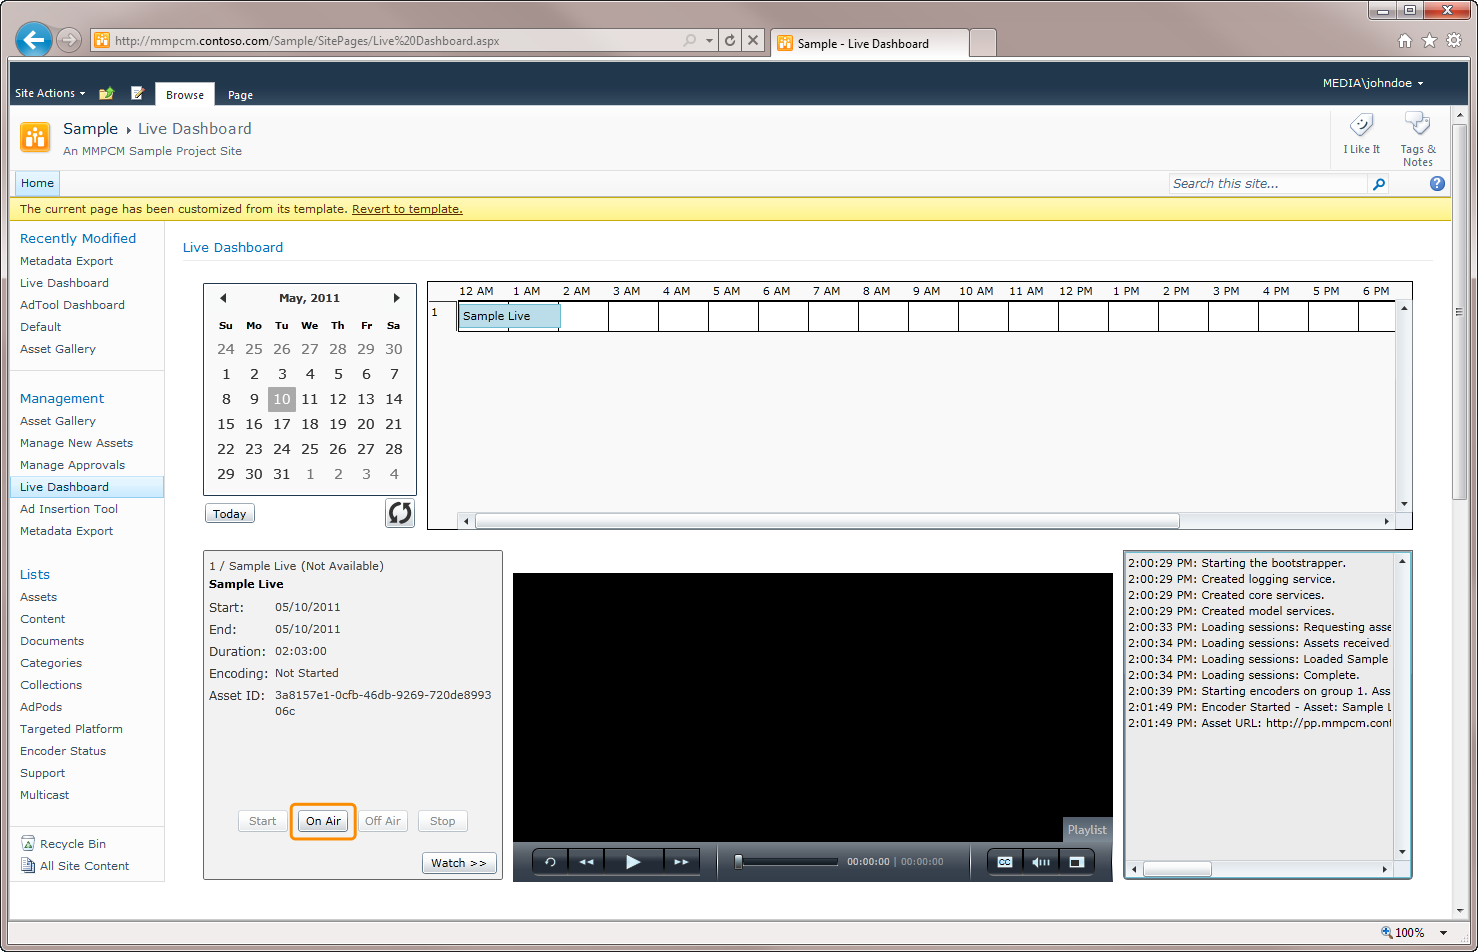 http://mmpcm.contoso.com/Sample/SitePages/Live%20Dashboard.aspx
Sample - Live Dashboard
Site Actions
Browse
Page
MEDIA\johndoe
Sample
Live Dashboard
An MMPCM Sample Project Site
I Like It
Tags &
Notes
Home
Search this site...
The current page has been customized from its template. Revert to template.
Recently Modified
Metadata Export
Live Dashboard
AdTool Dashboard
Default
Asset Gallery
Management
Asset Gallery
Manage New Assets
Manage Approvals
Live Dashboard
Ad Insertion Tool
Metadata Export
Lists
Assets
Content
Documents
Categories
Collections
AdPods
Targeted Platform
Encoder Status
Support
Multicast
Recycle Bin
All Site Content
Live Dashboard
May, 2011
Su Mo Tu We Th Fr Sa
24 25 26 27 28 29 30
1 2 3 4 5 6 7
8 9 10 11 12 13 14
15 16 17 18 19 20 21
22 23 24 25 26 27 28
29 30 31 1 2 3 4
Today
12 AM 1 AM 2 AM 3 AM 4 AM 5 AM 6 AM 7 AM 8 AM 9 AM 10 AM 11 AM 12 PM 1 PM 2 PM 3 PM 4 PM 5 PM 6 PM
1 Sample Live
1 / Sample Live (Not Available)
Sample Live
Start: 05/10/2011
End: 05/10/2011
Duration: 02:03:00
Encoding: Not Started
Asset ID: 3a8157e1-0cfb-46db-9269-720de8993
06c
Start On Air Off Air Stop
Watch >>
Playlist
00:00:00 | 00:00:00
CC
2:00:29 PM: Starting the bootstrapper.
2:00:29 PM: Created logging service.
2:00:29 PM: Created core services.
2:00:29 PM: Created model services.
2:00:33 PM: Loading sessions: Requesting asse
2:00:34 PM: Loading sessions: Assets received
2:00:34 PM: Loading sessions: Loaded Sample
2:00:34 PM: Loading sessions: Complete.
2:00:39 PM: Starting encoders on group 1. Ass
2:01:49 PM: Encoder Started - Asset: Sample L
2:01:49 PM: Asset URL: http://pp.mmpcm.cont
100%